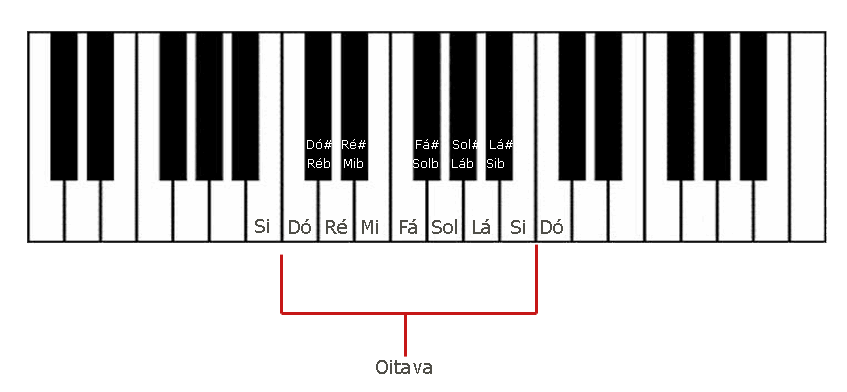 Dó# Ré# Fá# Sol# Lá#
Réb Mib Solb Láb Sib
Si Dó Ré Mi Fá Sol Lá Si Dó
Oitava